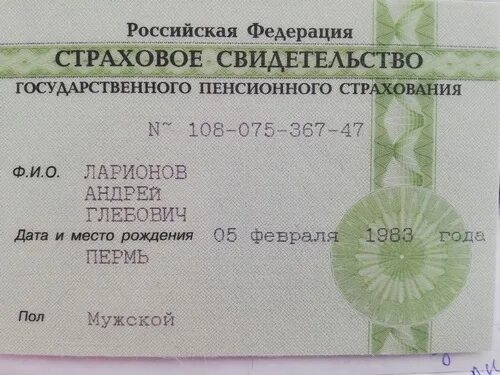 Российская Федерация
СТРАХОВОЕ СВИДЕТЕЛЬСТВО
ГОСУДАРСТВЕННОГО ПЕНСИОННОГО СТРАХОВАНИЯ
N~ 108-075-367-47
Ф.И.О. ЛАРИОНОВ
АНДРЕЙ
ГЛЕБОВИЧ
Дата и место рождения 05 февраля 1983 года
ПЕРМЬ
Пол Мужской